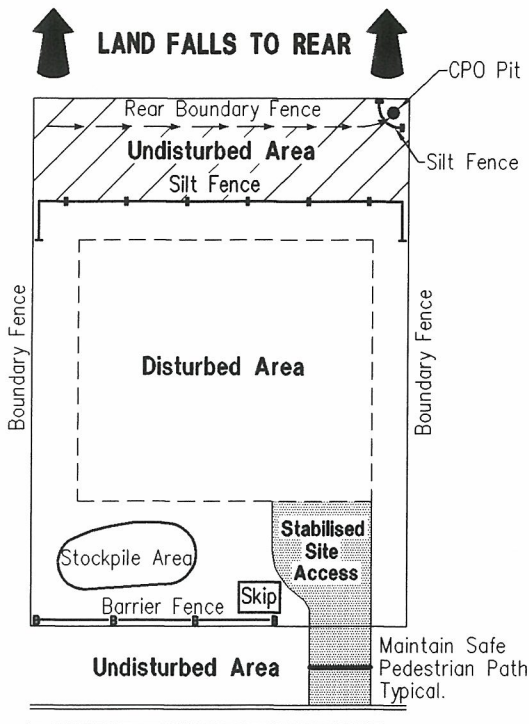 LAND FALLS TO REAR
CPO Pit
Rear Boundary Fence
Undisturbed Area
Silt Fence
Silt Fence
Boundary Fence
Disturbed Area
Boundary Fence
Stabilised
Site
Access
Stockpile Area
Skip
Barrier Fence
Undisturbed Area
Maintain Safe
Pedestrian Path
Typical.